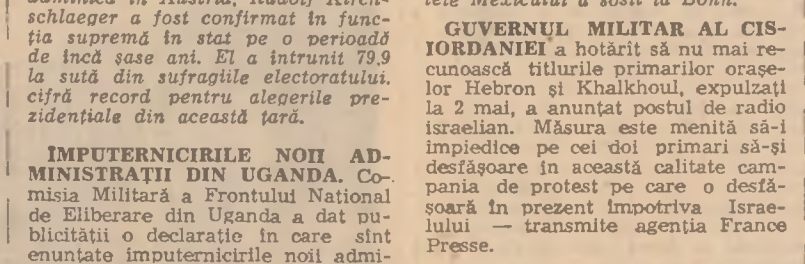 duminică în Austria, Rudolf Kirch-
schlaeger a fost confirmat în func-
ția supremă în stat pe o perioadă
de încă șase ani. El a întrunit 79,9
la sută din sufragiile electoratului,
cifră record pentru alegerile pre-
zidențiale din această țară.
ÎMPUTERNICIRILE NOII AD-
MINISTRAȚII DIN UGANDA. Co-
misia Militară a Frontului Național
de Eliberare din Uganda a dat pu-
blicității o declarație în care sînt
enunțate împuternicirile noii admi-
Mexicului a sosit la Bonn.
GUVERNUL MILITAR AL CIS-
IORDANIEI a hotărît să nu mai re-
cunoască titlurile primarilor orașe-
lor Hebron și Khalkhoul, expulzați
la 2 mai, a anunțat postul de radio
israelian. Măsura este menită să-i
împiedice pe cei doi primari să-și
desfășoare în această calitate cam-
pania de protest pe care o desfă-
șoară în prezent împotriva Israe-
lului — transmite agenția France
Presse.